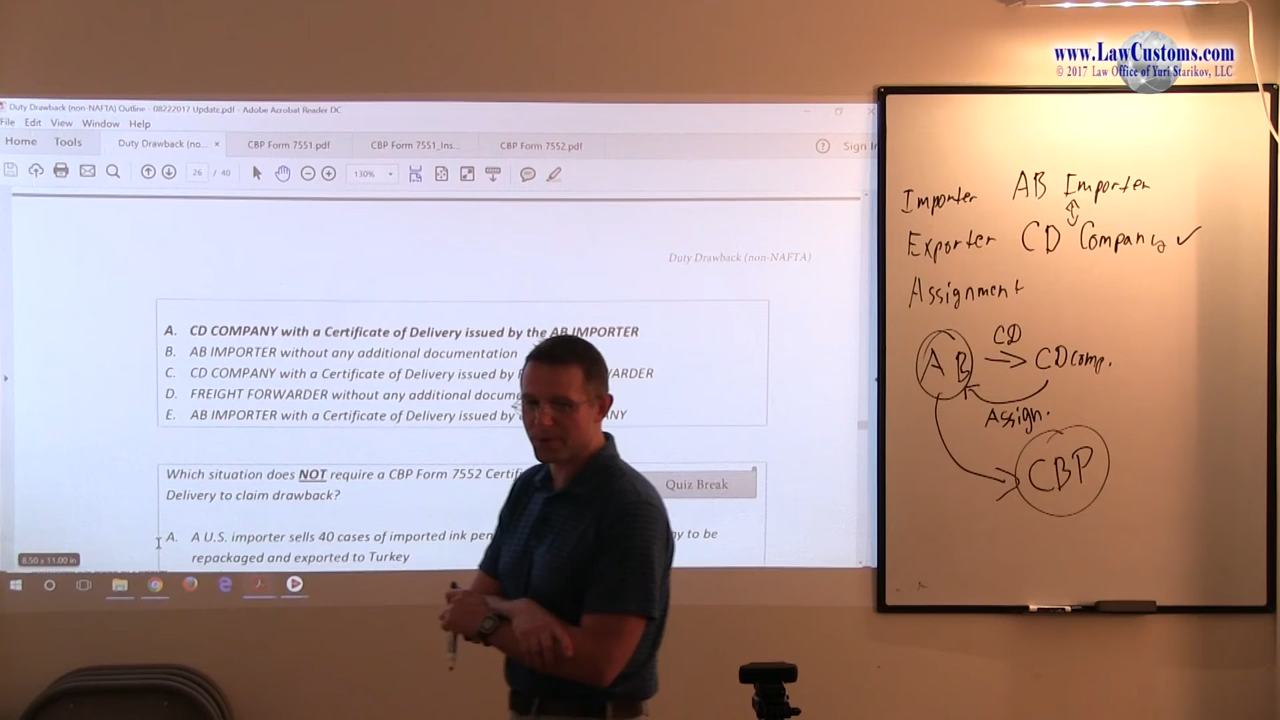 www.LawCustoms.com
© 2017 Law Office of Yuri Starikov, LLC
Duty Drawback (non-NAFTA) Outline - 08222017 Update.pdf - Adobe Acrobat Reader DC
File Edit View Window Help
Home Tools Duty Drawback (no... × CBP Form 7551.pdf CBP Form 7551_Ins... CBP Form 7552.pdf ? Sign In
26 / 40 130%
Duty Drawback (non-NAFTA)
A. CD COMPANY with a Certificate of Delivery issued by the AB IMPORTER
B. AB IMPORTER without any additional documentation
C. CD COMPANY with a Certificate of Delivery issued by
D. FREIGHT FORWARDER without any additional
E. AB IMPORTER with a Certificate of Delivery issued by
Which situation does NOT require a CBP Form 7552
Delivery to claim drawback?
Quiz Break
A. A U.S. importer sells 40 cases of imported ink to be
repackaged and exported to Turkey
8.50 x 11.00 in
Importer AB Importer
Exporter CD Company
Assignment
CD
AB CD comp.
Assign.
CBP